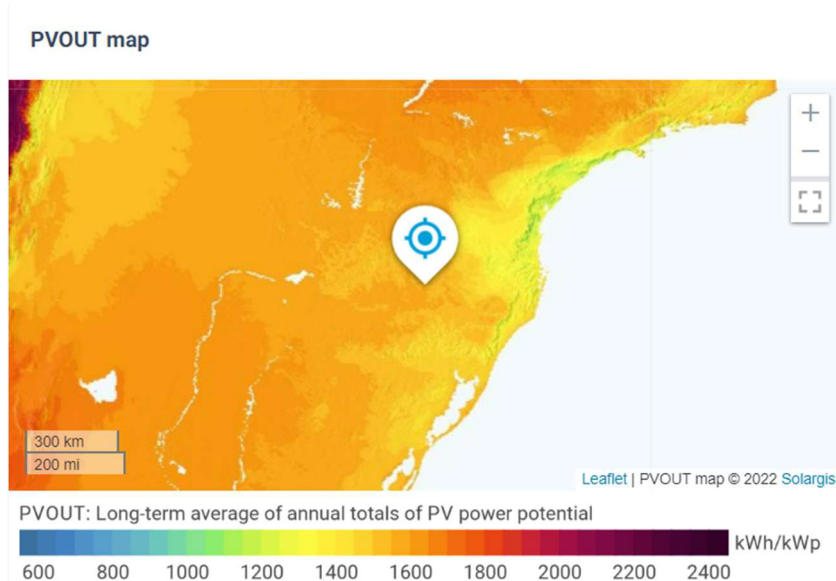 PVOUT map
+
−
300 km
200 mi
Leaflet | PVOUT map © 2022 Solargis
PVOUT: Long-term average of annual totals of PV power potential
kWh/kWp
600 800 1000 1200 1400 1600 1800 2000 2200 2400